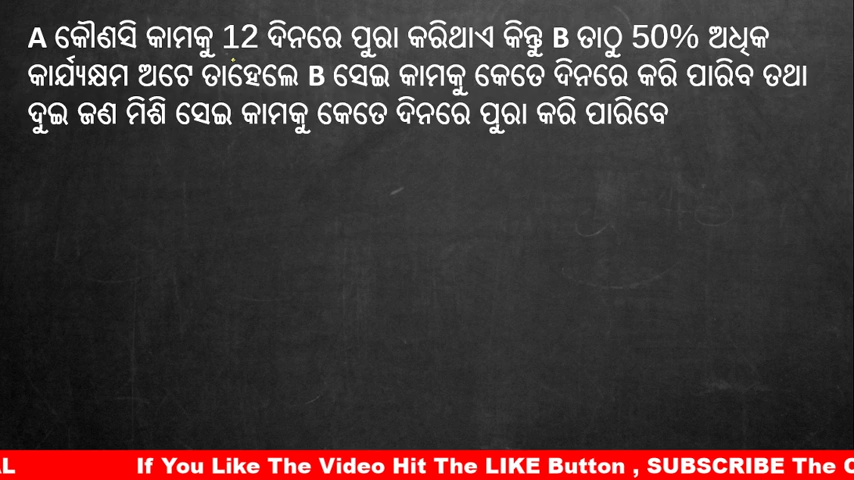 A କୌଣସି କାମକୁ 12 ଦିନରେ ପୁରା କରିଥାଏ କିନ୍ତୁ B ତାଠୁ 50% ଅଧିକ
କାର୍ଯ୍ୟକ୍ଷମ ଅଟେ ତାହେଲେ B ସେଇ କାମକୁ କେତେ ଦିନରେ କରି ପାରିବ ତଥା
ଦୁଇ ଜଣ ମିଶି ସେଇ କାମକୁ କେତେ ଦିନରେ ପୁରା କରି ପାରିବେ
AL If You Like The Video Hit The LIKE Button , SUBSCRIBE The C